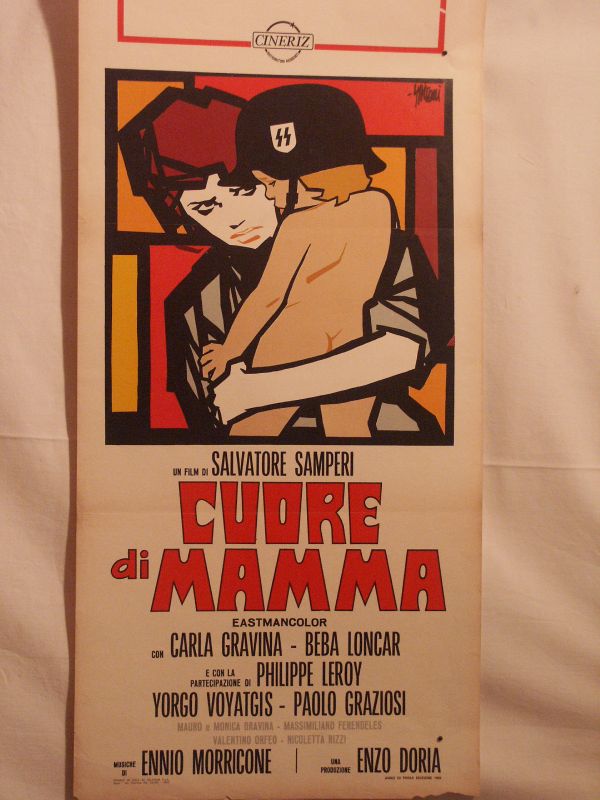 CINERIZ
UN FILM DI SALVATORE SAMPERI
CUORE
di MAMMA
EASTMANCOLOR
CON CARLA GRAVINA - BEBA LONCAR
E CON LA PARTECIPAZIONE DI PHILIPPE LEROY
YORGO VOYATGIS - PAOLO GRAZIOSI
MAURO e MONICA GRAVINA - MASSIMILIANO FERENDELES
VALENTINO ORFEO - NICOLETTA RIZZI
MUSICHE DI ENNIO MORRICONE | UNA PRODUZIONE ENZO DORIA